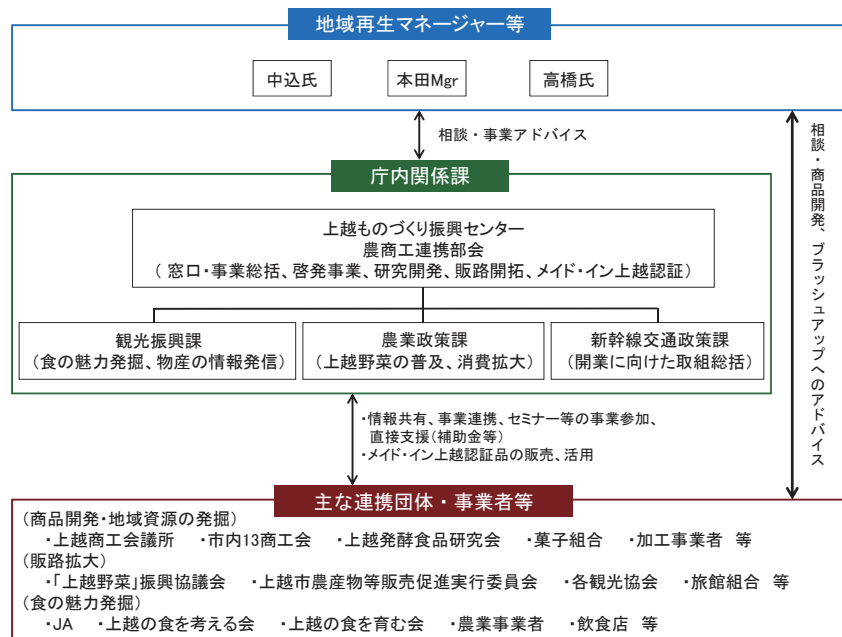 地域再生マネージャー等
中込氏
本田Mgr
高橋氏
相談・事業アドバイス
相談・商品開発、ブラッシュアップへのアドバイス
庁内関係課
上越ものづくり振興センター
農商工連携部会
( 窓口・事業総括、啓発事業、研究開発、販路開拓、メイド・イン上越認証)
観光振興課
(食の魅力発掘、物産の情報発信)
農業政策課
(上越野菜の普及、消費拡大)
新幹線交通政策課
(開業に向けた取組総括)
・情報共有、事業連携、セミナー等の事業参加、
直接支援(補助金等)
・メイド・イン上越認証品の販売、活用
主な連携団体・事業者等
(商品開発・地域資源の発掘)
・上越商工会議所 ・市内13商工会 ・上越発酵食品研究会 ・菓子組合 ・加工事業者 等
(販路拡大)
・「上越野菜」振興協議会 ・上越市農産物等販売促進実行委員会 ・各観光協会 ・旅館組合 等
(食の魅力発掘)
・JA ・上越の食を考える会 ・上越の食を育む会 ・農業事業者 ・飲食店 等